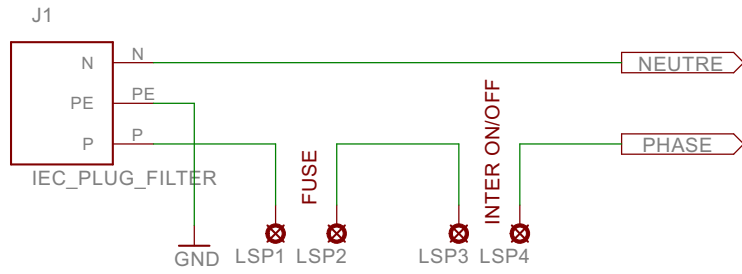 J1
N
N
NEUTRE
PE
PE
P
P
PHASE
IEC_PLUG_FILTER
FUSE
INTER ON/OFF
GND
LSP1
LSP2
LSP3
LSP4